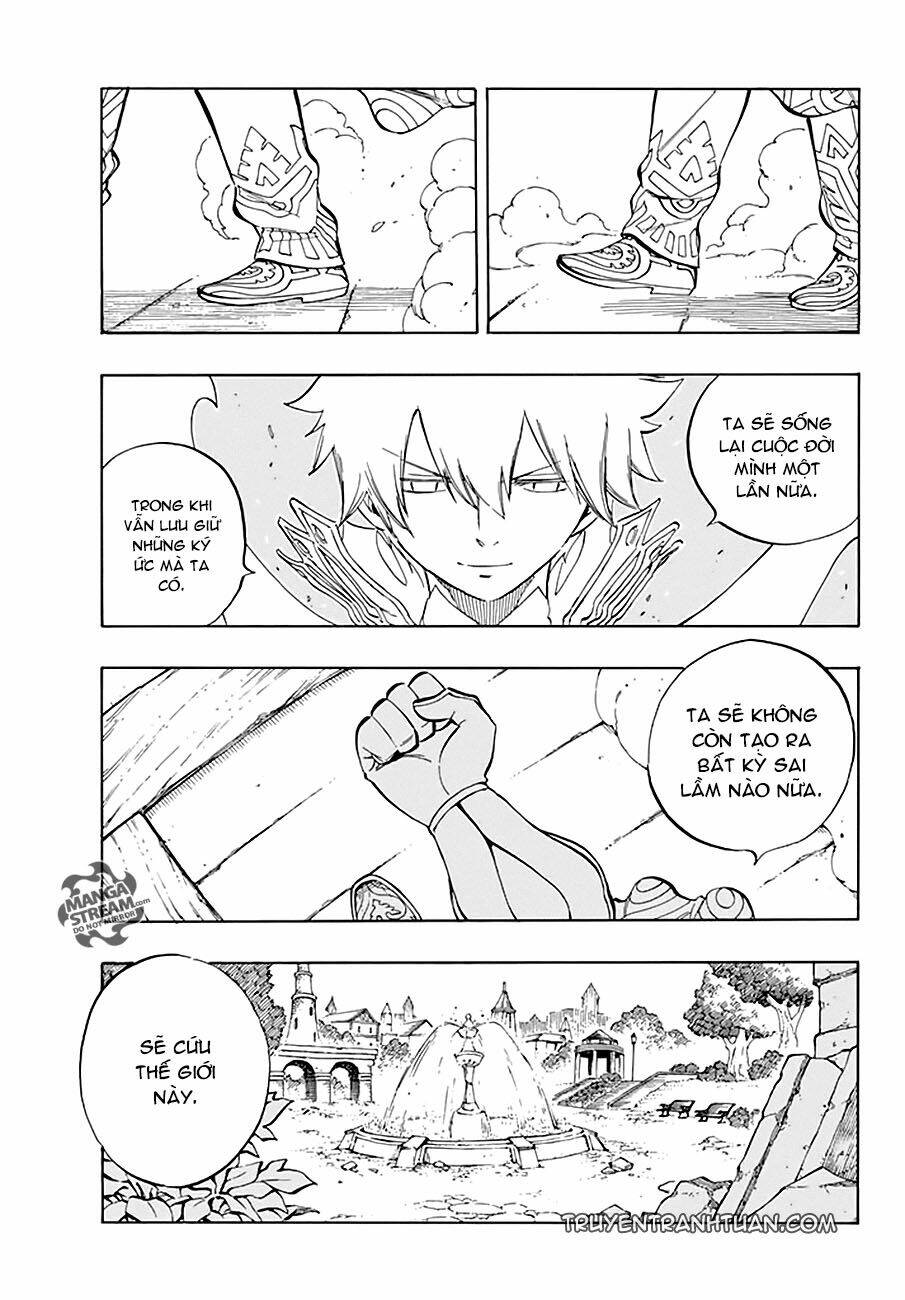 TA SẼ SỐNG
LẠI CUỘC ĐỜI
MÌNH MỘT
LẦN NỮA.
TRONG KHI
VẪN LƯU GIỮ
NHỮNG KÝ
ỨC MÀ TA
CÓ.
TA SẼ KHÔNG
CÒN TẠO RA
BẤT KỲ SAI
LẦM NÀO NỮA.
MANGA
STREAM.com
DO NOT MIRROR
SẼ CỨU
THẾ GIỚI
NÀY.
TRUYENTRANHTUAN.COM